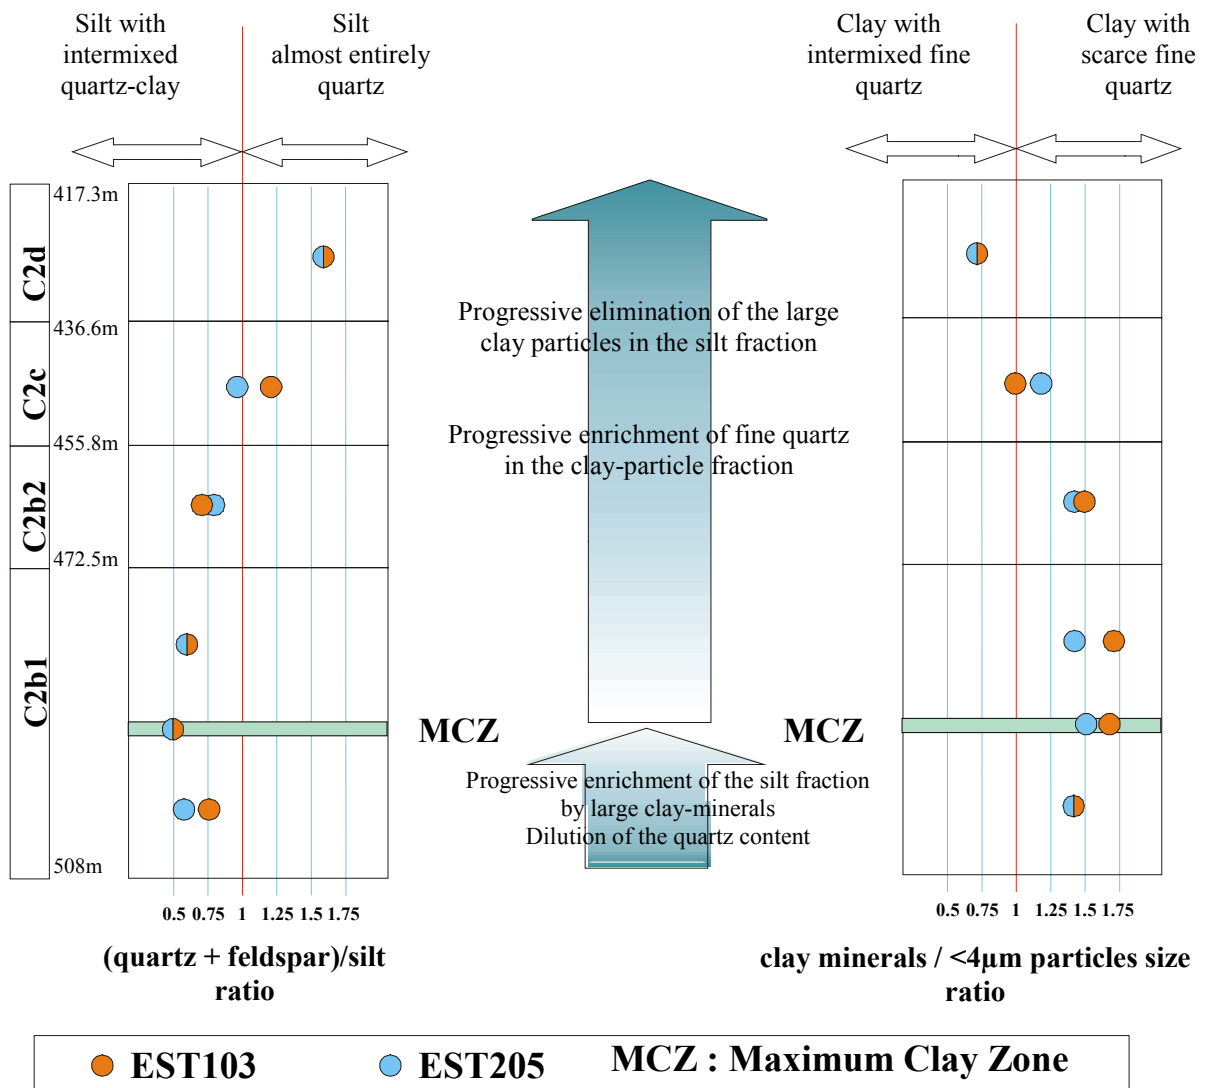 Silt with
intermixed
quartz-clay
Silt
almost entirely
quartz
Clay with
intermixed fine
quartz
Clay with
scarce fine
quartz
C2d
C2c
C2b2
C2b1
417.3m
436.6m
455.8m
472.5m
508m
Progressive elimination of the large
clay particles in the silt fraction
Progressive enrichment of fine quartz
in the clay-particle fraction
MCZ
MCZ
Progressive enrichment of the silt fraction
by large clay-minerals
Dilution of the quartz content
0.5 0.75 1 1.25 1.5 1.75
0.5 0.75 1 1.25 1.5 1.75
(quartz + feldspar)/silt
ratio
clay minerals / <4µm particles size
ratio
EST103 EST205 MCZ : Maximum Clay Zone